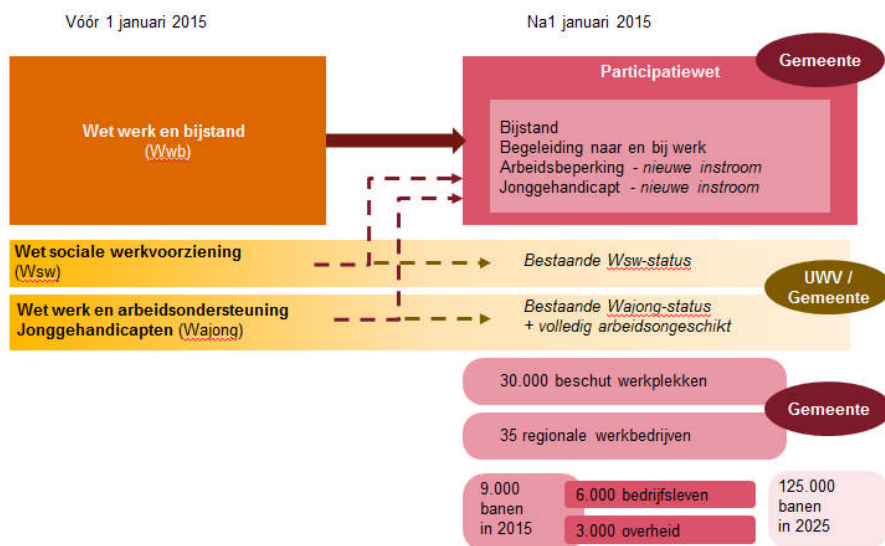 Vóór 1 januari 2015
Na1 januari 2015
Gemeente
Participatiewet
Wet werk en bijstand
(Wwb)
Bijstand
Begeleiding naar en bij werk
Arbeidsbeperking - nieuwe instroom
Jonggehandicapt - nieuwe instroom
Wet sociale werkvoorziening
(Wsw)
Bestaande Wsw-status
UWV /
Gemeente
Wet werk en arbeidsondersteuning
Jonggehandicapten (Wajong)
Bestaande Wajong-status
+ volledig arbeidsongeschikt
30.000 beschut werkplekken
Gemeente
35 regionale werkbedrijven
9.000
banen
in 2015
6.000 bedrijfsleven
3.000 overheid
125.000
banen
in 2025